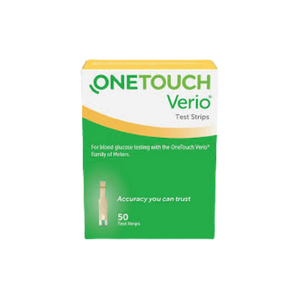 ONETOUCH
Verio®
Test Strips
For blood glucose testing with the OneTouch Verio®
Family of Meters.
Accuracy you can trust
50
Test Strips